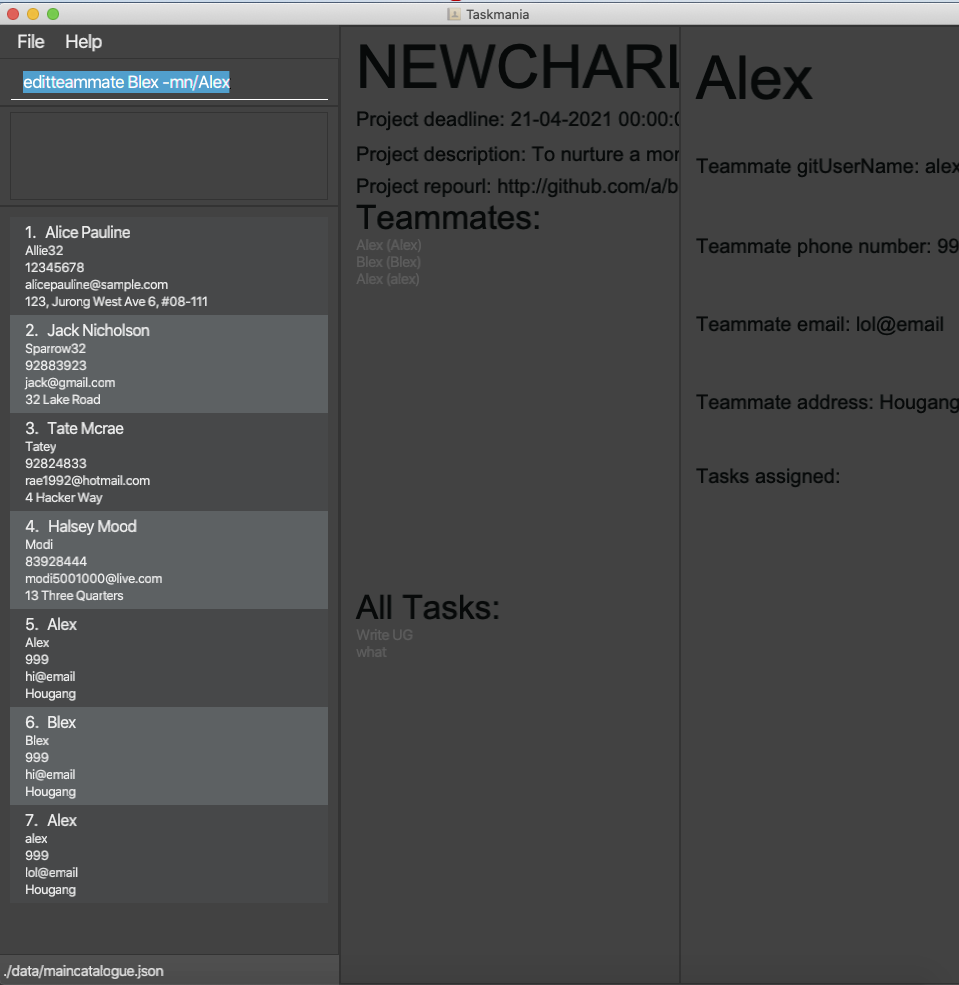 Taskmania
File Help
editteammate Blex -mn/Alex
1. Alice Pauline
Allie32
12345678
alicepauline@sample.com
123, Jurong West Ave 6, #08-111
2. Jack Nicholson
Sparrow32
92883923
jack@gmail.com
32 Lake Road
3. Tate Mcrae
Tatey
92824833
rae1992@hotmail.com
4 Hacker Way
4. Halsey Mood
Modi
83928444
modi5001000@live.com
13 Three Quarters
5. Alex
Alex
999
hi@email
Hougang
6. Blex
Blex
999
hi@email
Hougang
7. Alex
alex
999
lol@email
Hougang
./data/maincatalogue.json
NEWCHARL
Project deadline: 21-04-2021 00:00:0
Project description: To nurture a mor
Project repourl: http://github.com/a/b
Teammates:
Alex (Alex)
Blex (Blex)
Alex (alex)
All Tasks:
Write UG
what
Alex
Teammate gitUserName: alex
Teammate phone number: 99
Teammate email: lol@email
Teammate address: Hougang
Tasks assigned: